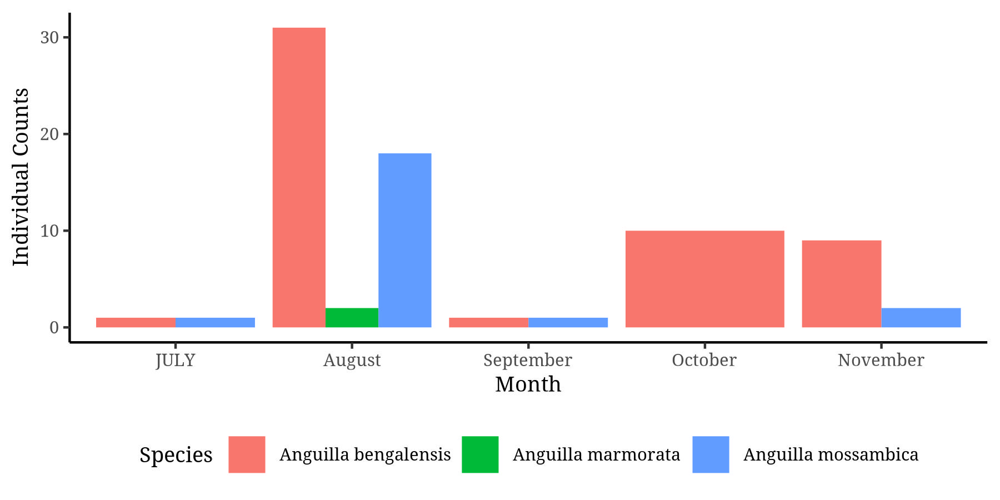 Individual Counts
30
20
10
0
JULY August September October November
Month
Species Anguilla bengalensis Anguilla marmorata Anguilla mossambica